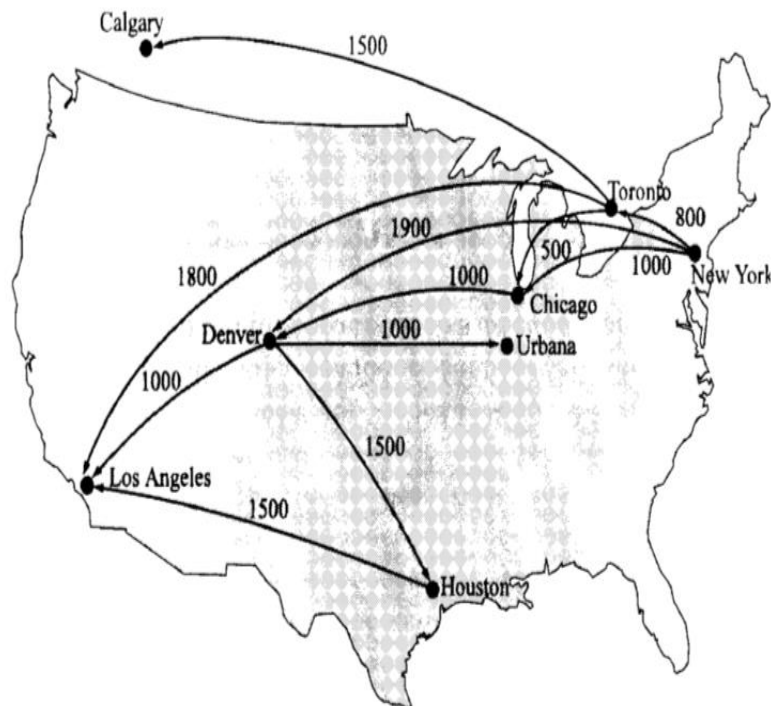 Calgary
1500
Toronto
800
1900
500
1000
New York
1800
1000
Chicago
Denver
1000
Urbana
1000
1500
Los Angeles
1500
Houston